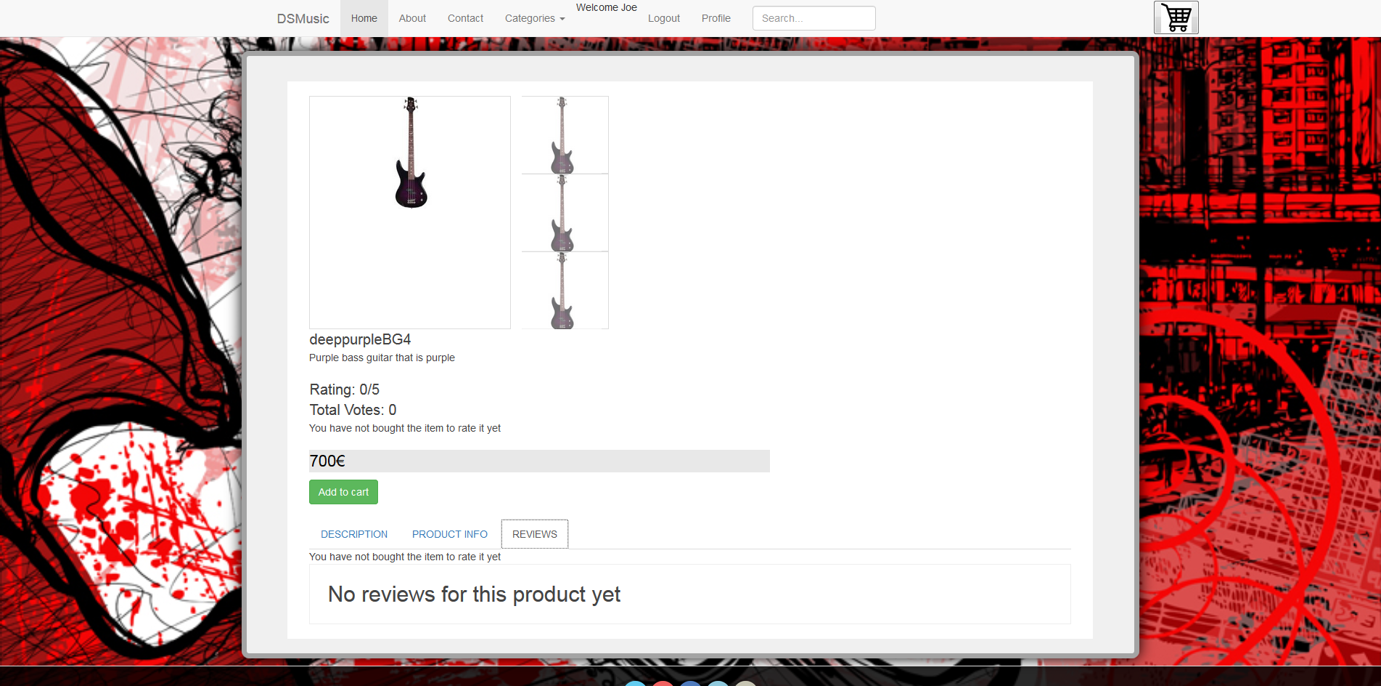 DSMusic Home About Contact Categories Welcome Joe Logout Profile Search...
deeppurpleBG4
Purple bass guitar that is purple
Rating: 0/5
Total Votes: 0
You have not bought the item to rate it yet
700€
Add to cart
DESCRIPTION PRODUCT INFO REVIEWS
You have not bought the item to rate it yet
No reviews for this product yet